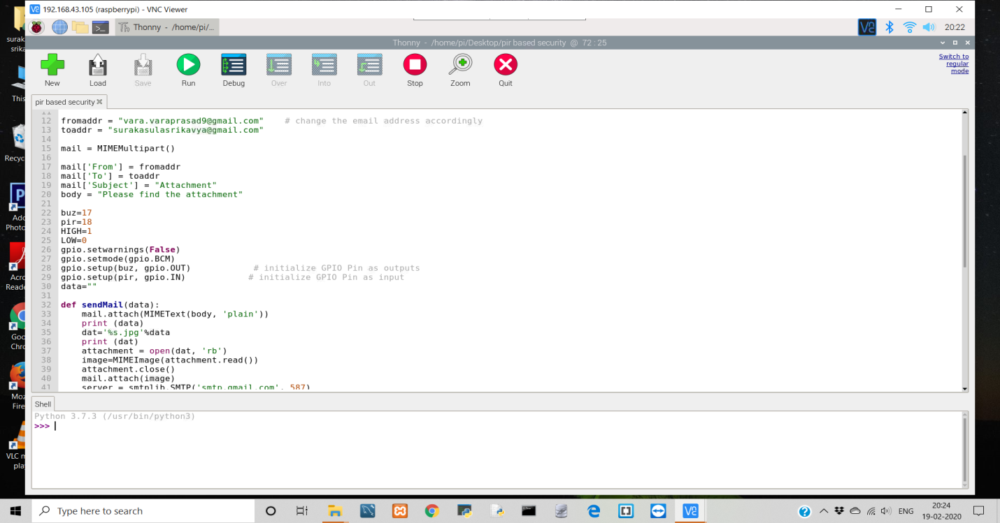 192.168.43.105 (raspberrypi) - VNC Viewer
Thonny - /home/pi/...
20:22
Thonny - /home/pi/Desktop/pir based security @ 72 : 25
New
Load
Save
Run
Debug
Over
Into
Out
Stop
Zoom
Quit
Switch to
regular
mode
pir based security
11
12 fromaddr = "vara.varaprasad9@gmail.com"    # change the email address accordingly
13 toaddr = "surakasulasrikavya@gmail.com"
14
15 mail = MIMEMultipart()
16
17 mail['From'] = fromaddr
18 mail['To'] = toaddr
19 mail['Subject'] = "Attachment"
20 body = "Please find the attachment"
21
22 buz=17
23 pir=18
24 HIGH=1
25 LOW=0
26 gpio.setwarnings(False)
27 gpio.setmode(gpio.BCM)
28 gpio.setup(buz, gpio.OUT)            # initialize GPIO Pin as outputs
29 gpio.setup(pir, gpio.IN)            # initialize GPIO Pin as input
30 data=""
31
32 def sendMail(data):
33     mail.attach(MIMEText(body, 'plain'))
34     print (data)
35     dat='%s.jpg'%data
36     print (dat)
37     attachment = open(dat, 'rb')
38     image=MIMEImage(attachment.read())
39     attachment.close()
40     mail.attach(image)
41     server = smtplib.SMTP('smtp.gmail.com', 587)
Shell
Python 3.7.3 (/usr/bin/python3)
>>>
surak
srika
This
Recyc
Ado
Photo
Acro
Reade
Goo
Chro
Moz
Fire
VLC m
pla
Type here to search
ENG
20:24
19-02-2020